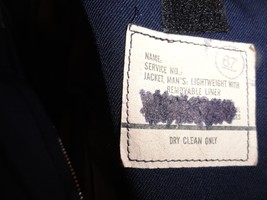 NAME:
SERVICE NO.:
JACKET, MAN'S: LIGHTWEIGHT WITH
REMOVABLE LINER
DRY CLEAN ONLY